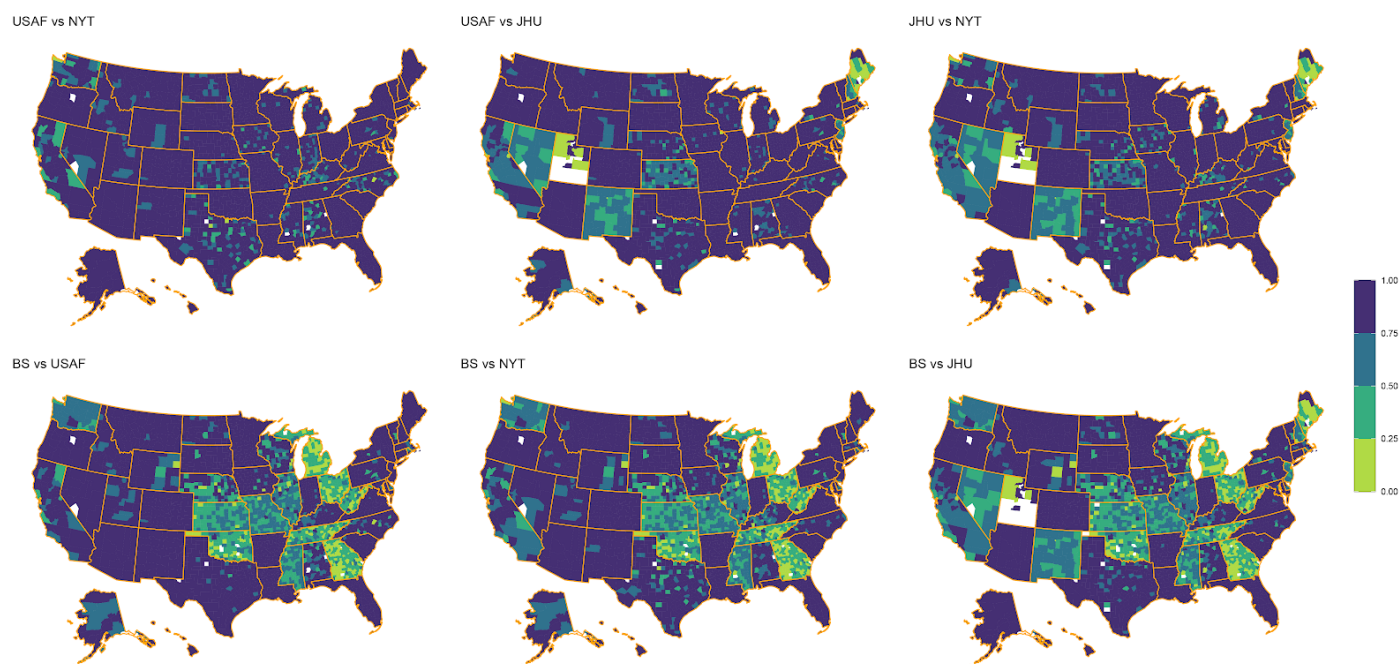 USAF vs NYT
USAF vs JHU
JHU vs NYT
1.00
0.75
0.50
0.25
0.00
BS vs USAF
BS vs NYT
BS vs JHU